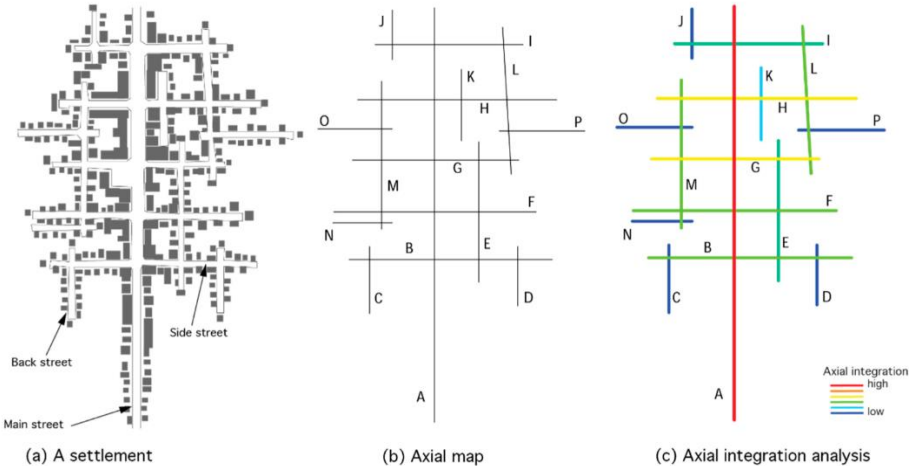 Back street
Side street
Main street
(a) A settlement
J
I
L
K
H
O
P
G
M
F
N
B
E
C
D
A
(b) Axial map
J
I
L
K
H
O
P
G
M
F
N
B
E
C
D
A
Axial integration
high
low
(c) Axial integration analysis